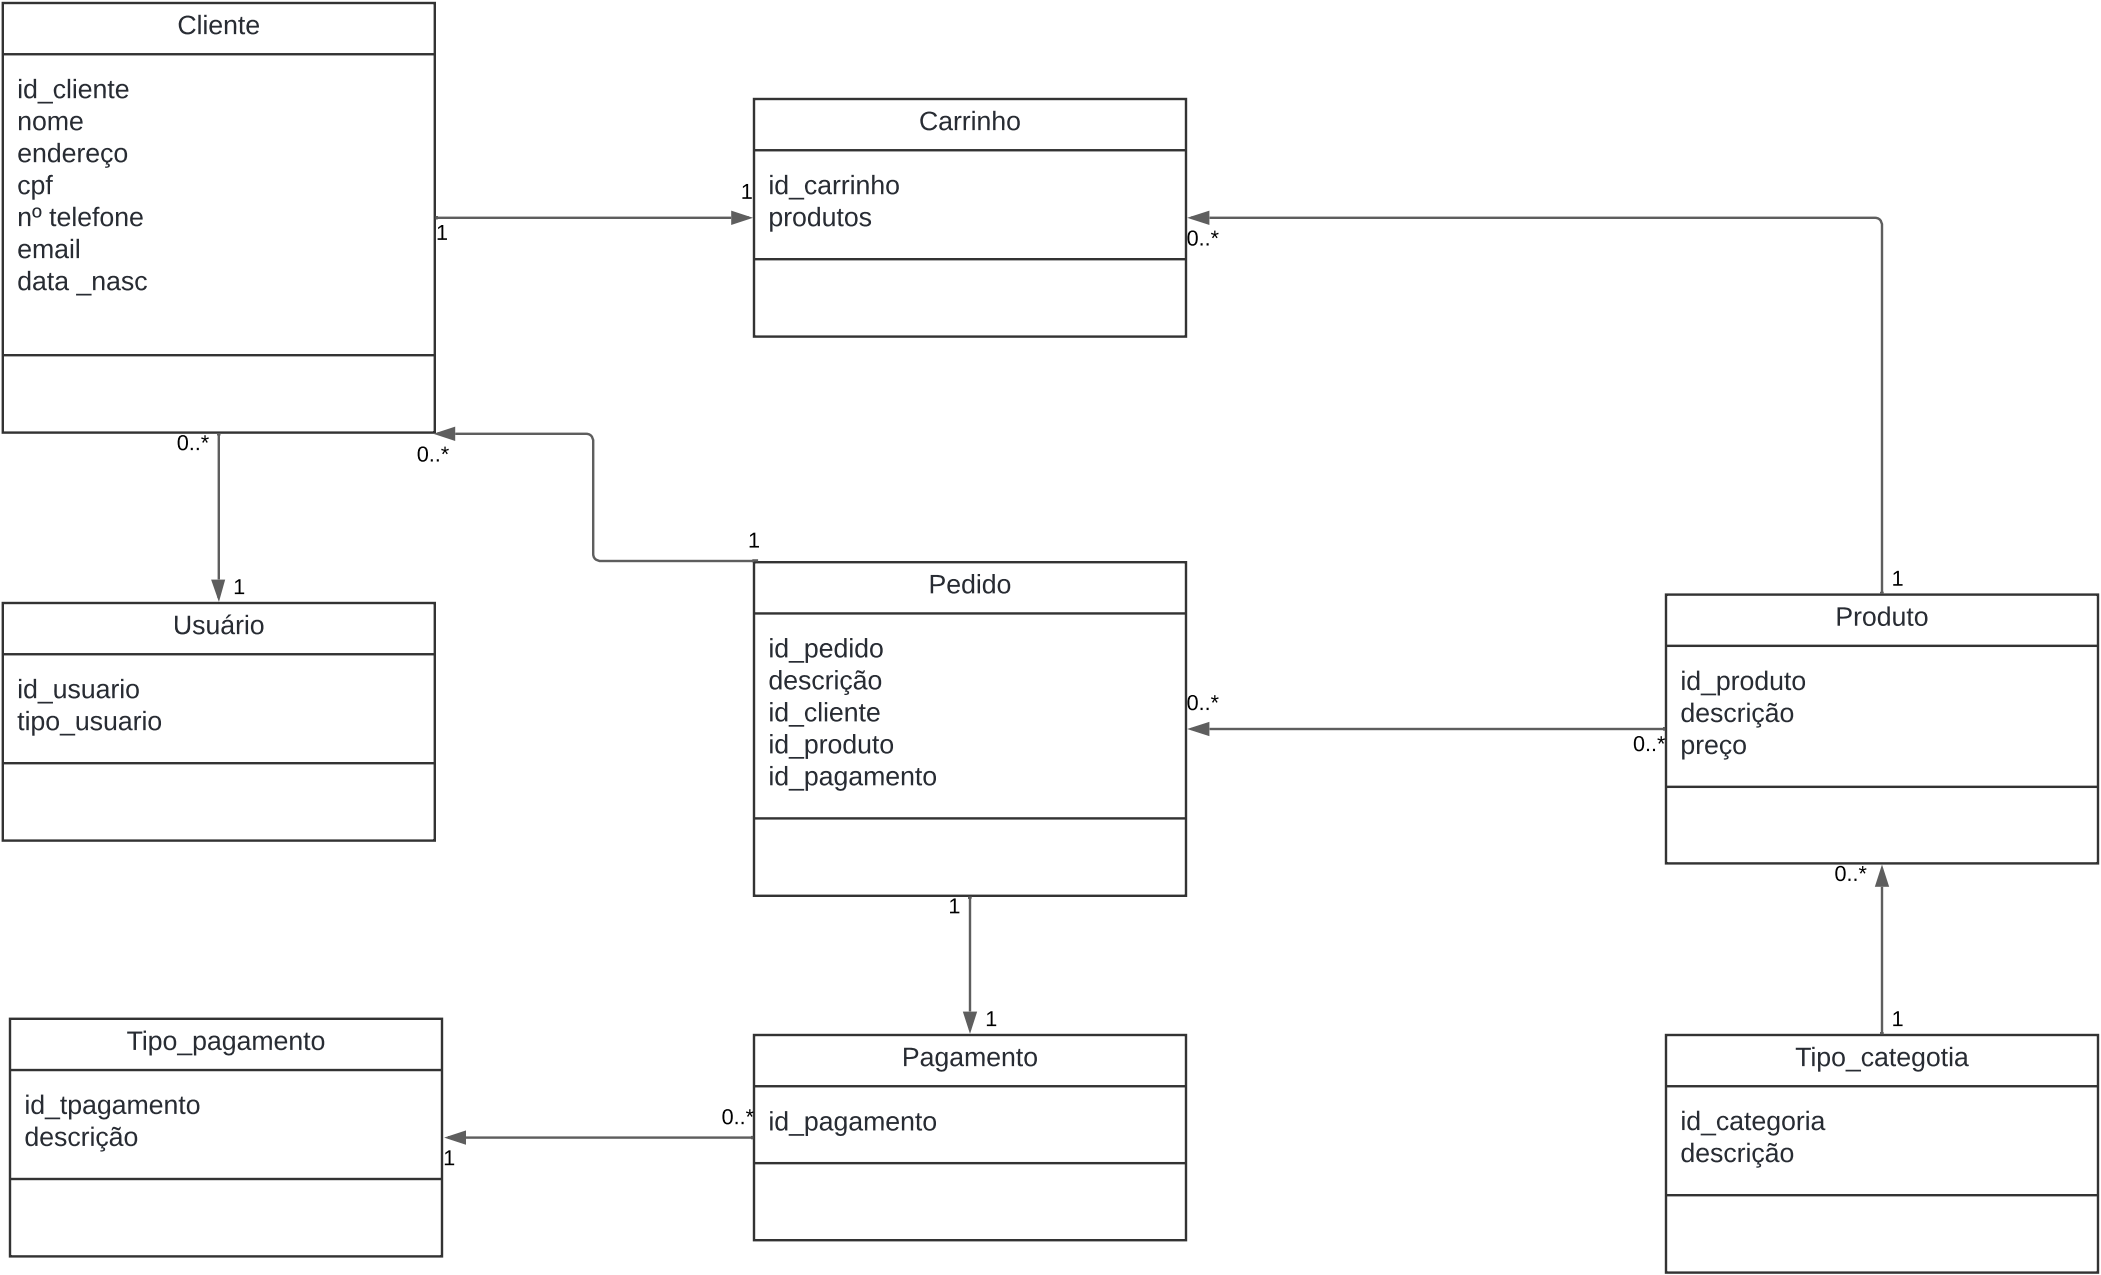 Cliente
id_cliente
nome
endereço
cpf
nº telefone
email
data _nasc
Carrinho
id_carrinho
produtos
1
1
0..*
0..*
0..*
1
1
Usuário
id_usuario
tipo_usuario
Pedido
id_pedido
descrição
id_cliente
id_produto
id_pagamento
0..*
0..*
1
Produto
id_produto
descrição
preço
1
1
0..*
1
Tipo_pagamento
id_tpagamento
descrição
1
0..*
Pagamento
id_pagamento
Tipo_categotia
id_categoria
descrição